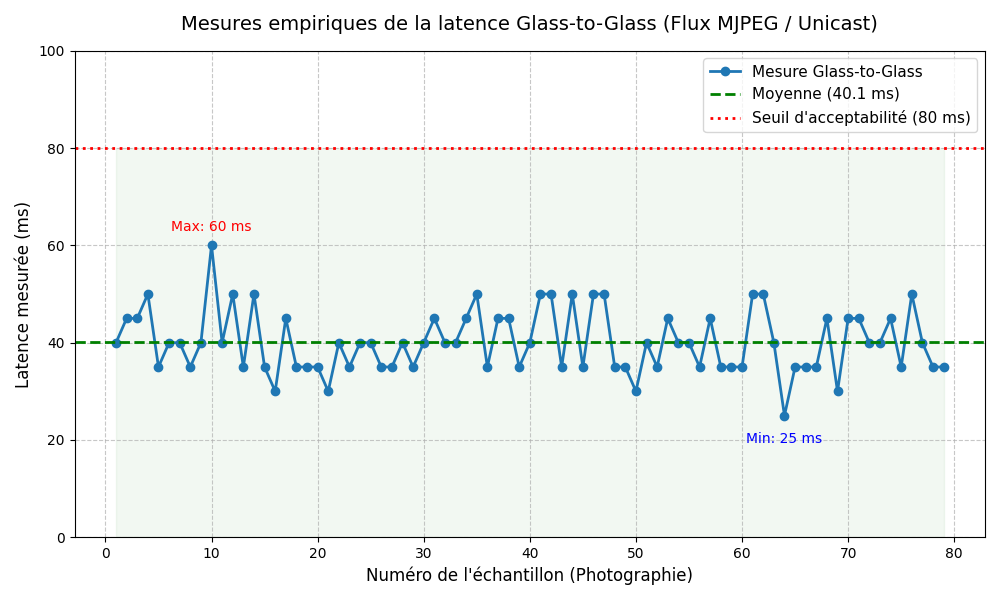 Mesures empiriques de la latence Glass-to-Glass (Flux MJPEG / Unicast)
100
80
60
40
20
0
Latence mesurée (ms)
Mesure Glass-to-Glass
Moyenne (40.1 ms)
Seuil d'acceptabilité (80 ms)
Max: 60 ms
Min: 25 ms
0 10 20 30 40 50 60 70 80
Numéro de l'échantillon (Photographie)